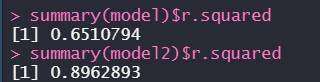 > summary(model)$r.squared
[1] 0.6510794
> summary(model2)$r.squared
[1] 0.8962893